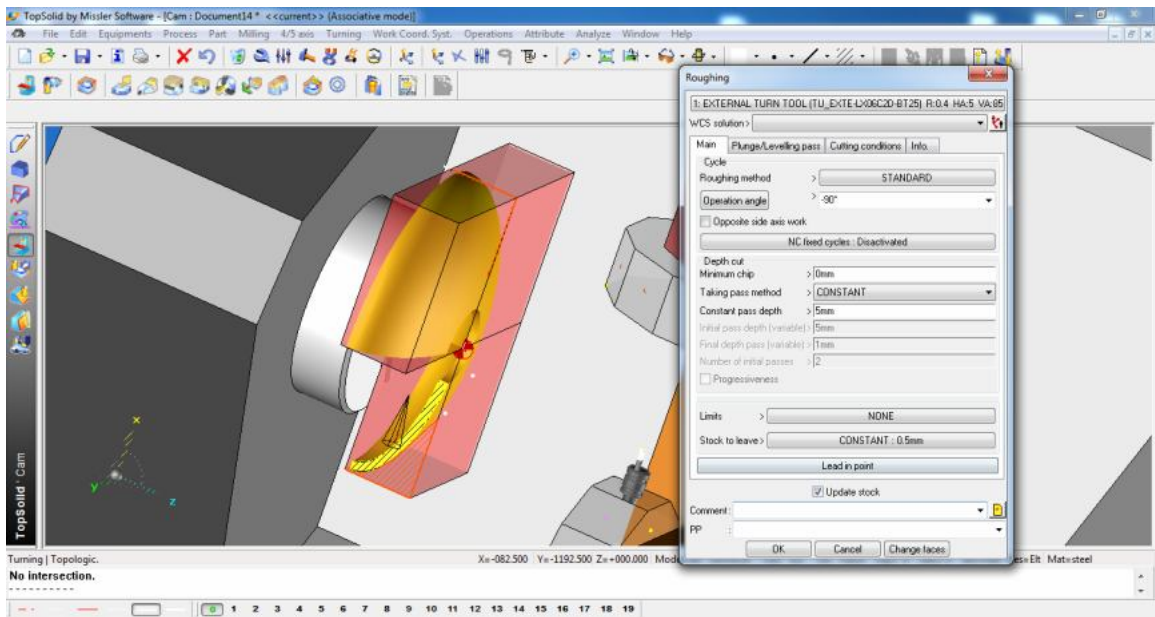 TopSolid by Missler Software - [Cam : Document14 * <<current>> (Associative mode)]
File Edit Equipments Process Part Milling 4/5 axis Turning Work Coord. Syst. Operations Attribute Analyze Window Help
Roughing
1: EXTERNAL TURN TOOL (TU_EXTE-LX06C2D-BT25) R:0.4 HA:5 VA:85
WCS solution >
Main Plunge/Levelling pass Cutting conditions Info.
Cycle
Roughing method > STANDARD
Operation angle > -90°
Opposite side axis work
NC fixed cycles : Disactivated
Depth cut
Minimum chip > 0mm
Taking pass method > CONSTANT
Constant pass depth > 5mm
Initial pass depth (variable) > 5mm
Final depth pass (variable) > 1mm
Number of initial passes > 2
Progressiveness
Limits > NONE
Stock to leave > CONSTANT : 0.5mm
Lead in point
Update stock
Comment :
PP :
OK Cancel Change faces
x
y
z
TopSolid'Cam
Turning | Topologic.
X=-082.500 Y=-1192.500 Z=+000.000 Mod
es=Elt Mat=steel
No intersection.
0 1 2 3 4 5 6 7 8 9 10 11 12 13 14 15 16 17 18 19